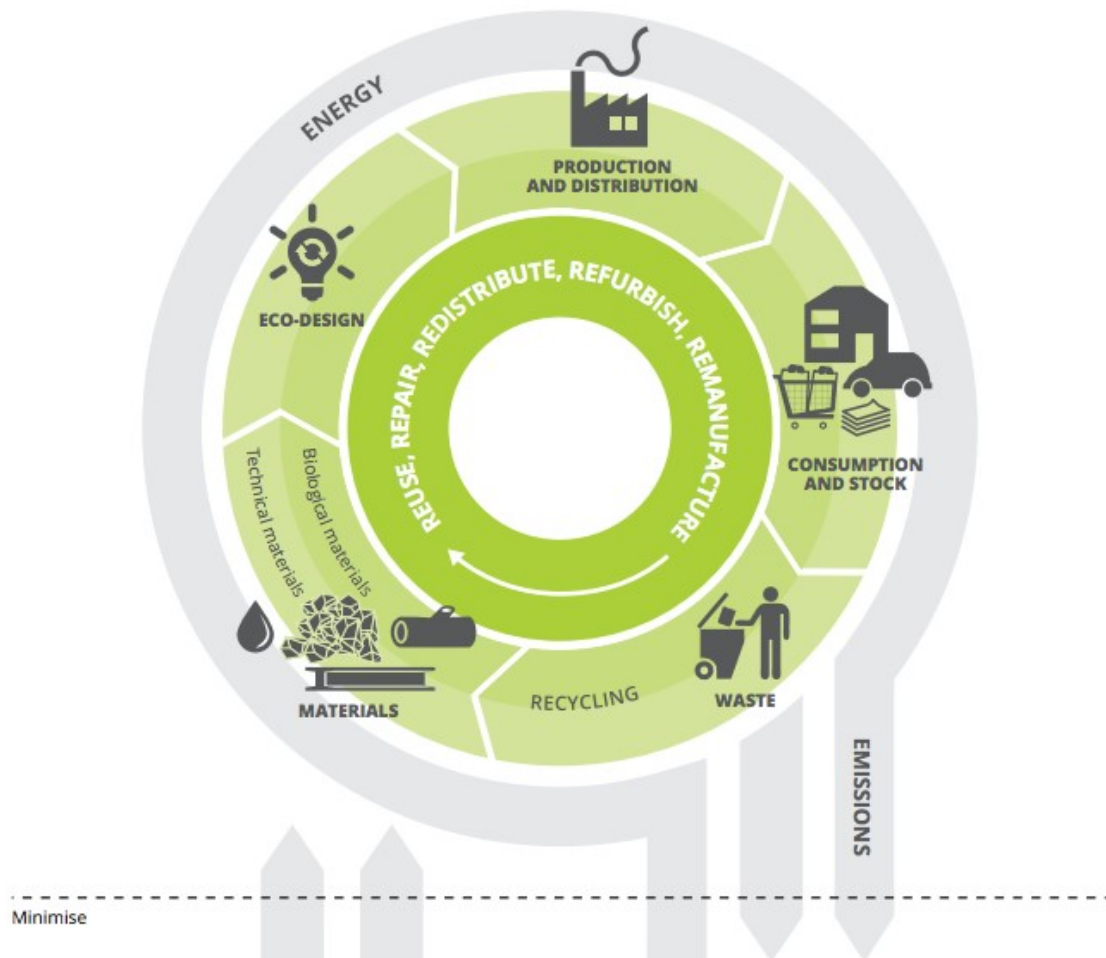 ENERGY
PRODUCTION
AND DISTRIBUTION
ECO-DESIGN
REUSE, REPAIR, REDISTRIBUTE, REFURBISH, REMANUFACTURE
CONSUMPTION
AND STOCK
Technical materials
Biological materials
MATERIALS
RECYCLING
WASTE
EMISSIONS
Minimise